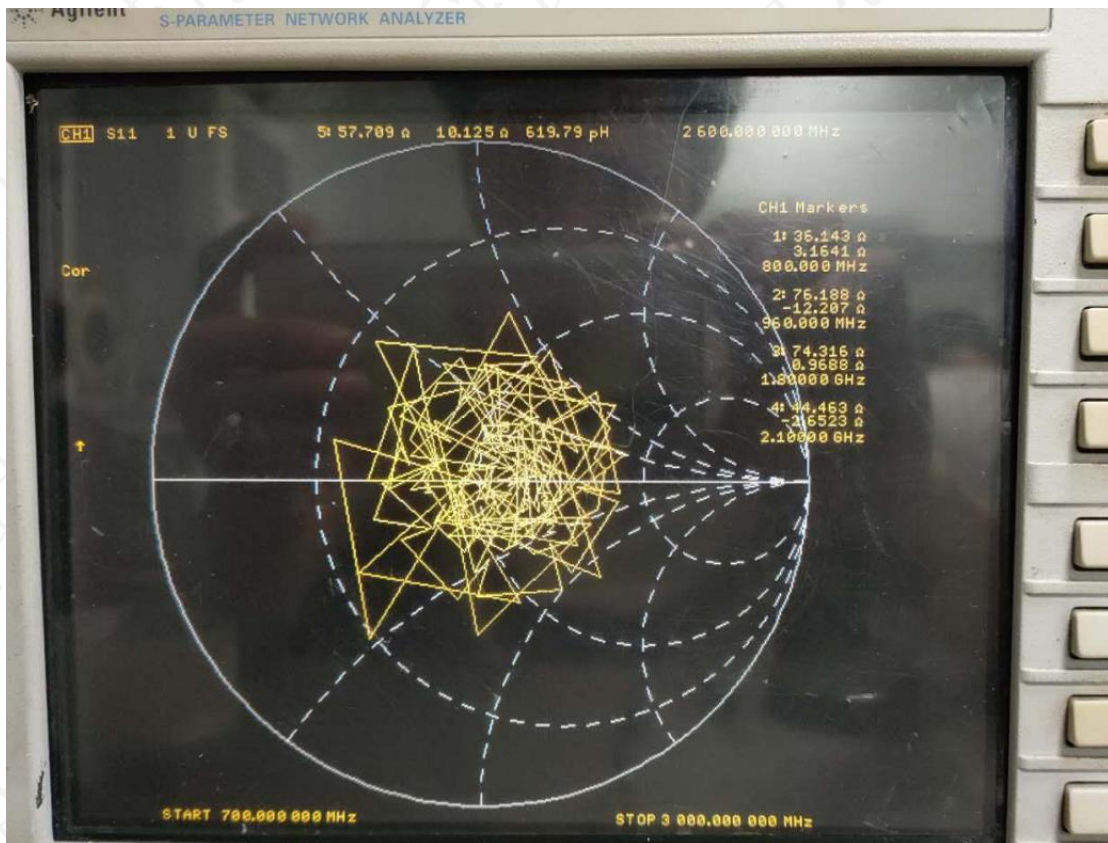 Agilent
S-PARAMETER NETWORK ANALYZER
CH1 S11 1 U FS 5: 57.709 Ω 10.125 Ω 619.79 pH 2 600.000 000 MHz
CH1 Markers
1: 36.143 Ω
3.1641 Ω
800.000 MHz
Cor
2: 76.188 Ω
-12.207 Ω
960.000 MHz
3: 74.316 Ω
0.9688 Ω
1.80000 GHz
4: 44.463 Ω
-2.6523 Ω
2.10000 GHz
START 700.000 000 MHz STOP 3 000.000 000 MHz